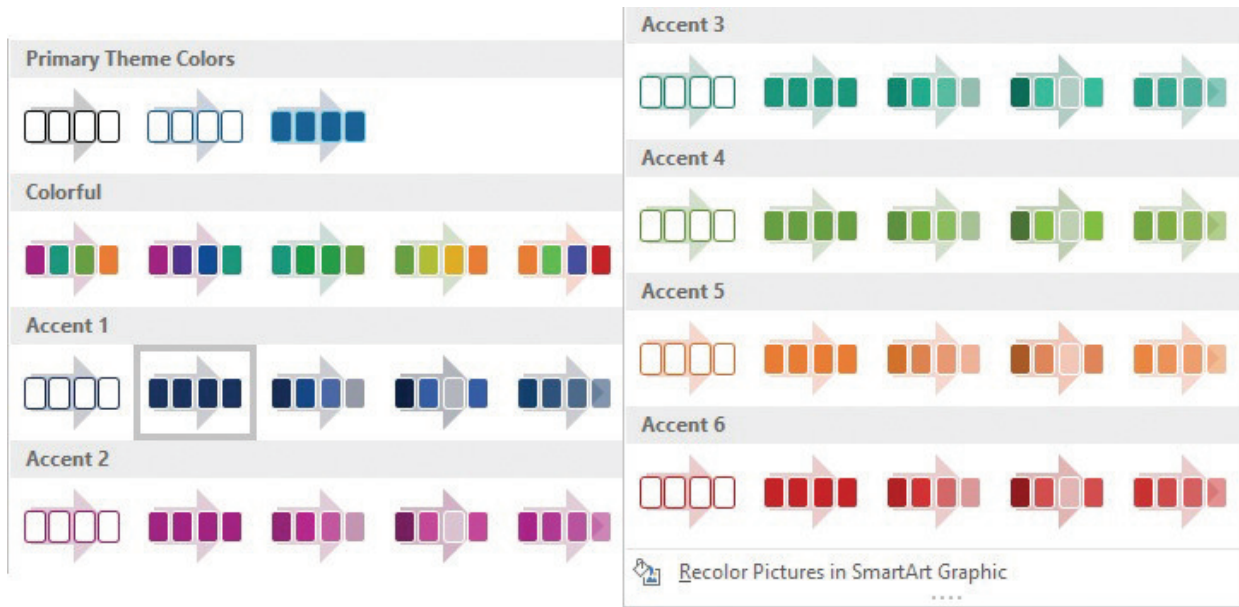 Primary Theme Colors
Colorful
Accent 1
Accent 2
Accent 3
Accent 4
Accent 5
Accent 6
Recolor Pictures in SmartArt Graphic